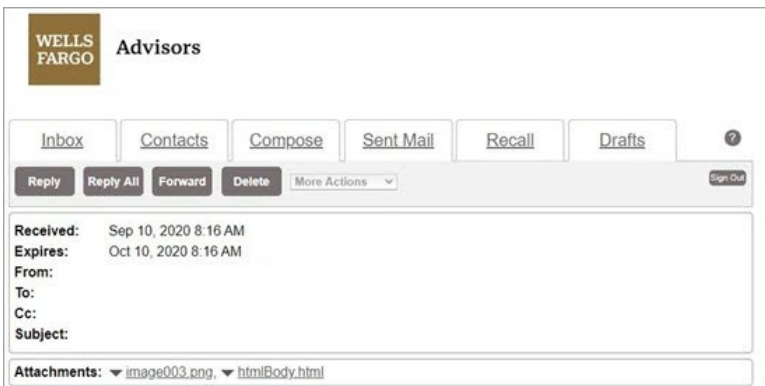 WELLS
FARGO
Advisors
Inbox Contacts Compose Sent Mail Recall Drafts ?
Reply Reply All Forward Delete More Actions Sign Out
Received: Sep 10, 2020 8:16 AM
Expires: Oct 10, 2020 8:16 AM
From:
To:
Cc:
Subject:
Attachments: image003.png, htmlBody.html